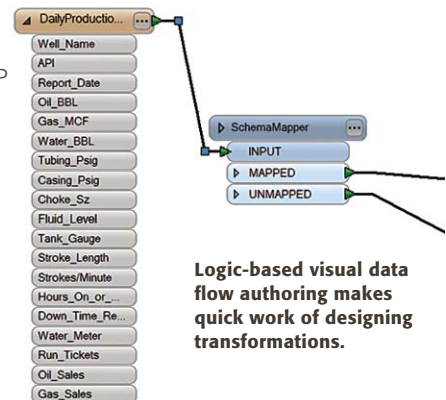 DailyProductio...
Well_Name
API
Report_Date
Oil_BBL
Gas_MCF
Water_BBL
Tubing_Psig
Casing_Psig
Choke_Sz
Fluid_Level
Tank_Gauge
Stroke_Length
Strokes/Minute
Hours_On_or_...
Down_Time_Re...
Water_Meter
Run_Tickets
Oil_Sales
Gas_Sales
SchemaMapper
INPUT
MAPPED
UNMAPPED
Logic-based visual data
flow authoring makes
quick work of designing
transformations.